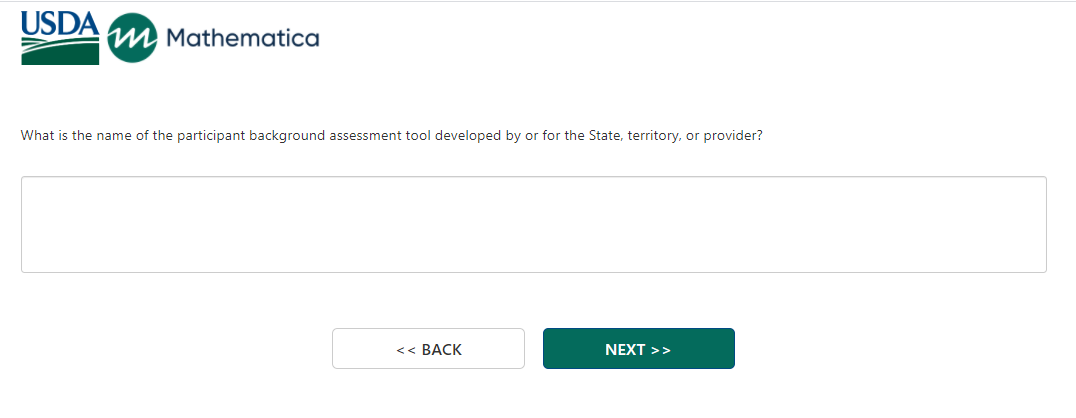 USDA
m Mathematica
What is the name of the participant background assessment tool developed by or for the State, territory, or provider?
<< BACK
NEXT >>